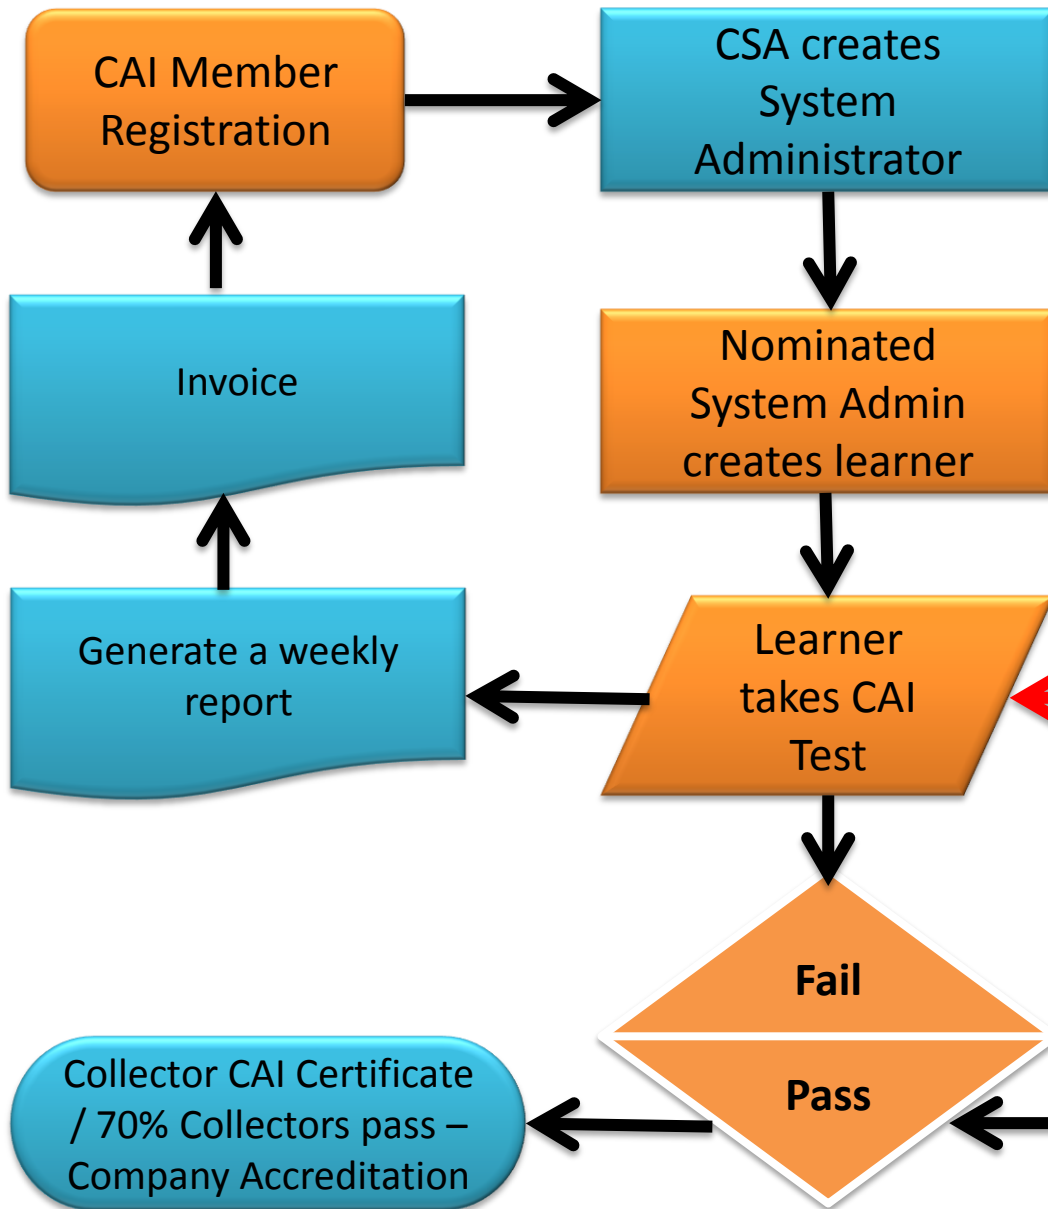 CAI Member
Registration
CSA creates
System
Administrator
Invoice
Nominated
System Admin
creates learner
Generate a weekly
report
Learner
takes CAI
Test
Fail
Pass
Collector CAI Certificate
/ 70% Collectors pass –
Company Accreditation